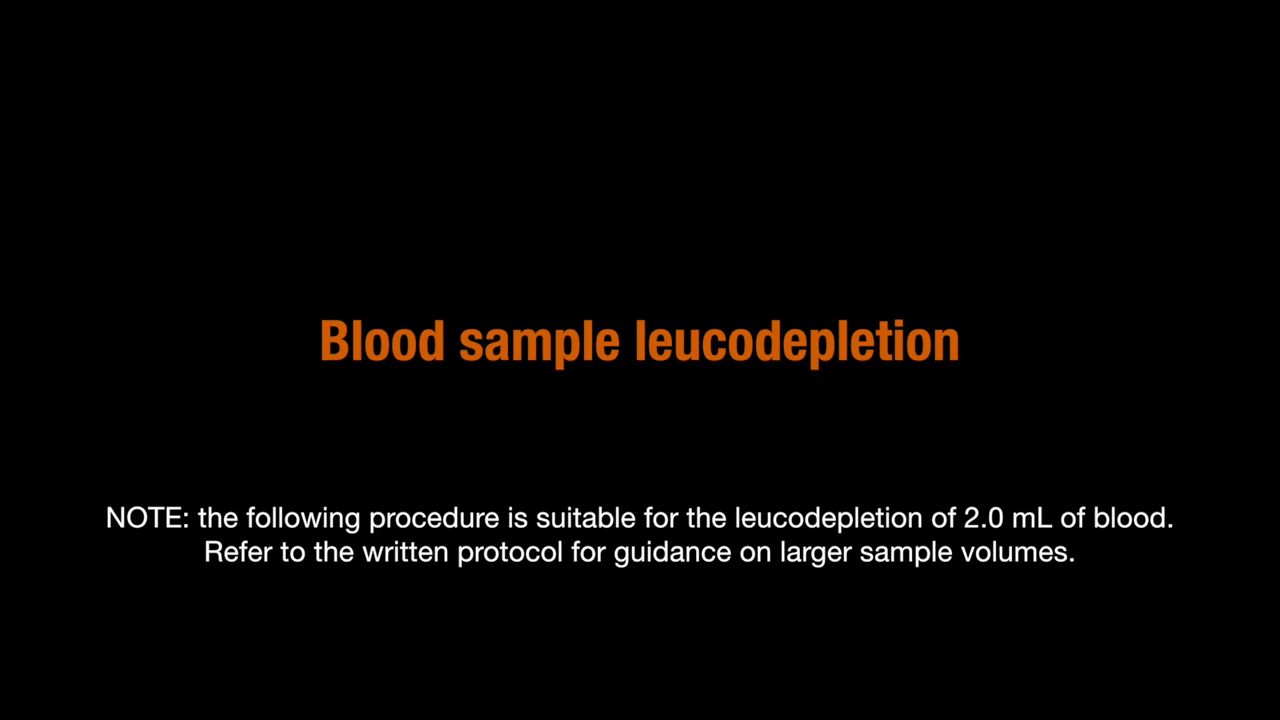 Blood sample leucodepletion
NOTE: the following procedure is suitable for the leucodepletion of 2.0 mL of blood.
Refer to the written protocol for guidance on larger sample volumes.